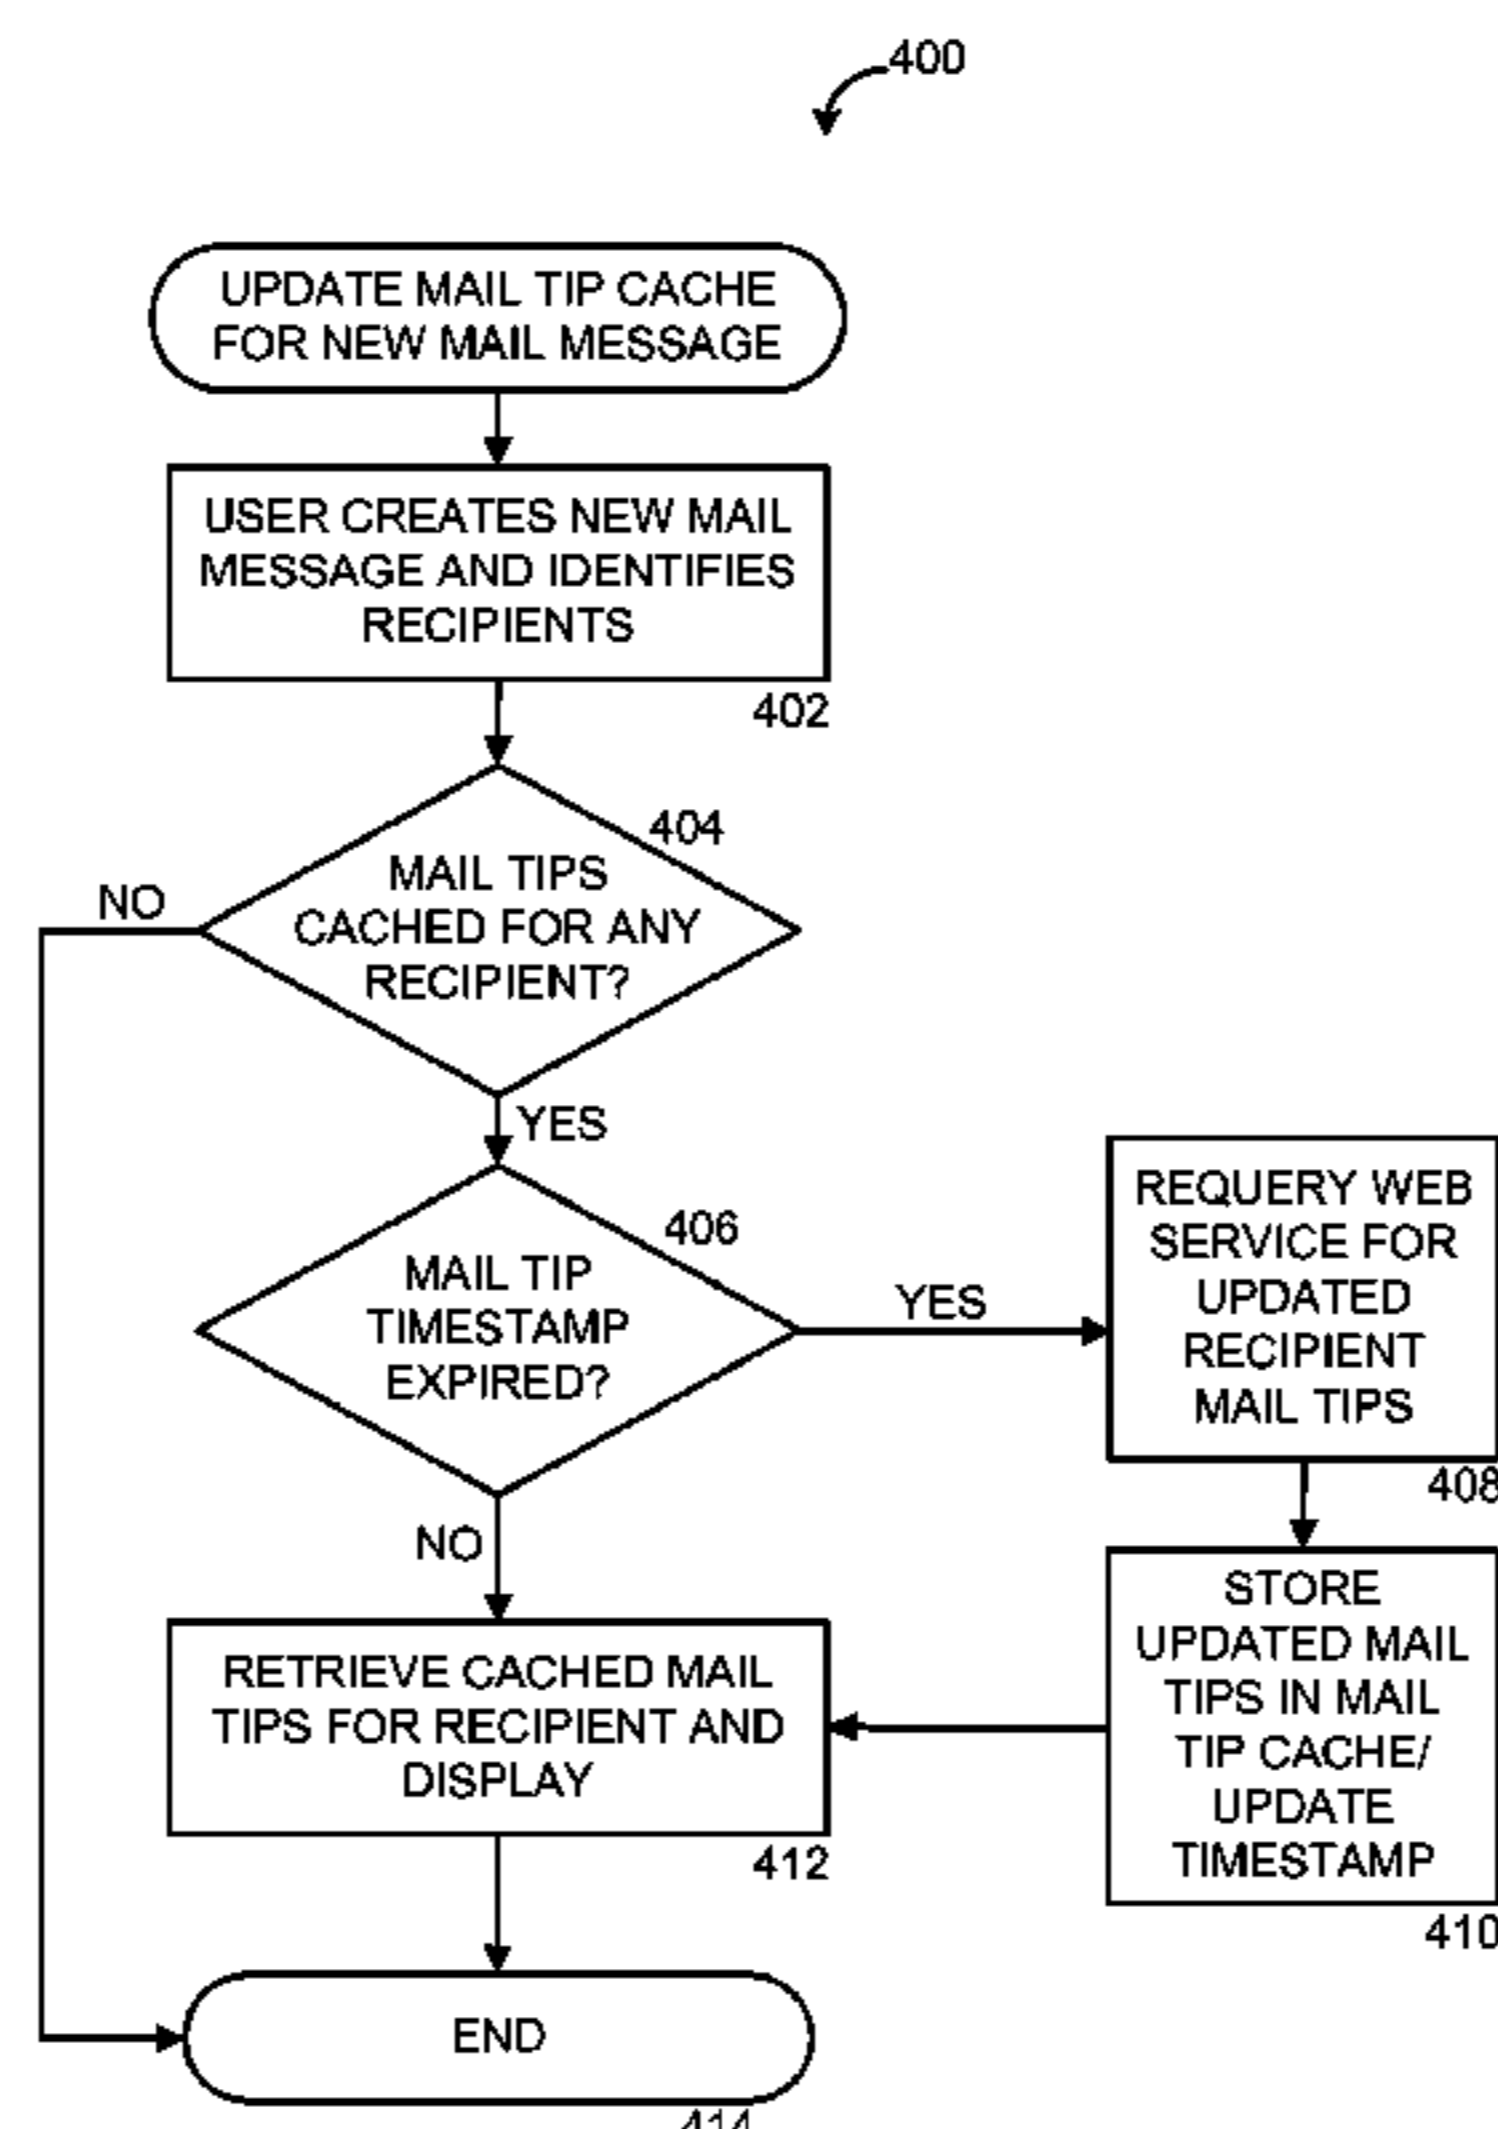 400
UPDATE MAIL TIP CACHE
FOR NEW MAIL MESSAGE
USER CREATES NEW MAIL
MESSAGE AND IDENTIFIES
RECIPIENTS
402
404
MAIL TIPS
CACHED FOR ANY
RECIPIENT?
NO
YES
406
MAIL TIP
TIMESTAMP
EXPIRED?
YES
REQUERY WEB
SERVICE FOR
UPDATED
RECIPIENT
MAIL TIPS
408
NO
STORE
UPDATED MAIL
TIPS IN MAIL
TIP CACHE/
UPDATE
TIMESTAMP
410
RETRIEVE CACHED MAIL
TIPS FOR RECIPIENT AND
DISPLAY
412
END
414